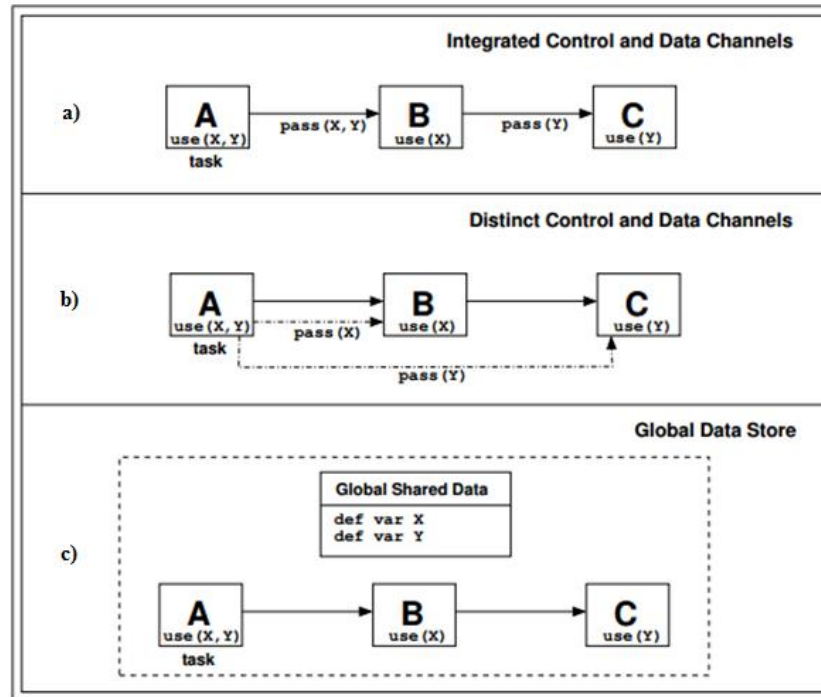 Integrated Control and Data Channels
a)
A
use(X,Y)
task
pass(X,Y)
B
use(X)
pass(Y)
C
use(Y)
Distinct Control and Data Channels
b)
A
use(X,Y)
task
pass(X)
B
use(X)
C
use(Y)
pass(Y)
Global Data Store
Global Shared Data
def var X
def var Y
c)
A
use(X,Y)
task
B
use(X)
C
use(Y)